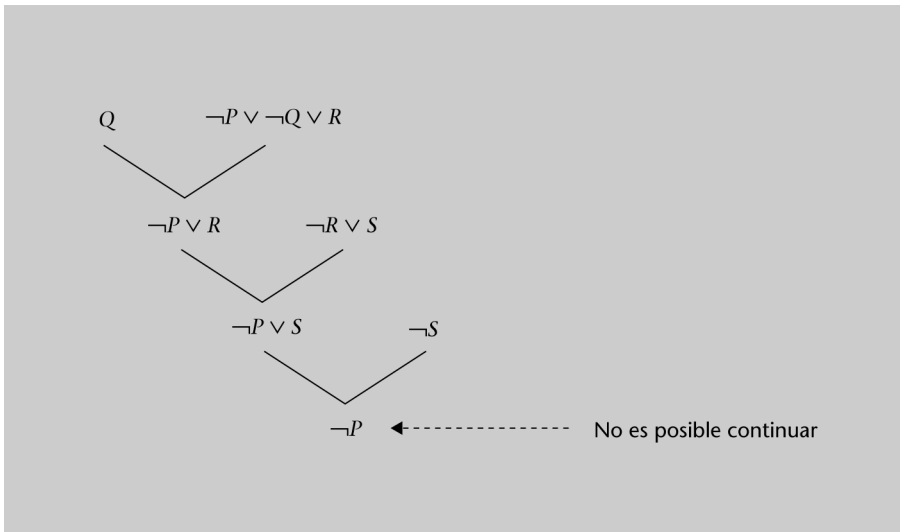 Q ¬P ∨ ¬Q ∨ R
¬P ∨ R ¬R ∨ S
¬P ∨ S ¬S
¬P No es posible continuar